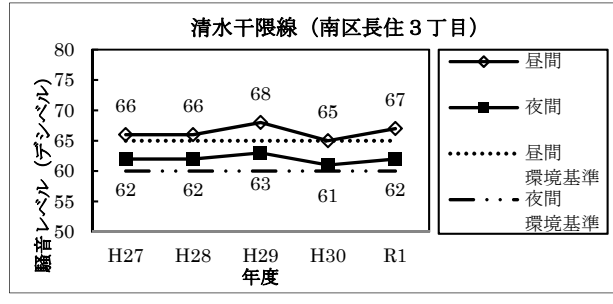 清水干隈線（南区長住３丁目）
騒音レベル（デシベル）
80
75
70
65
60
55
50
66 66 68 65 67
62 62 63 61 62
H27 H28 H29 H30 R1
年度
昼間
夜間
昼間
環境基準
夜間
環境基準